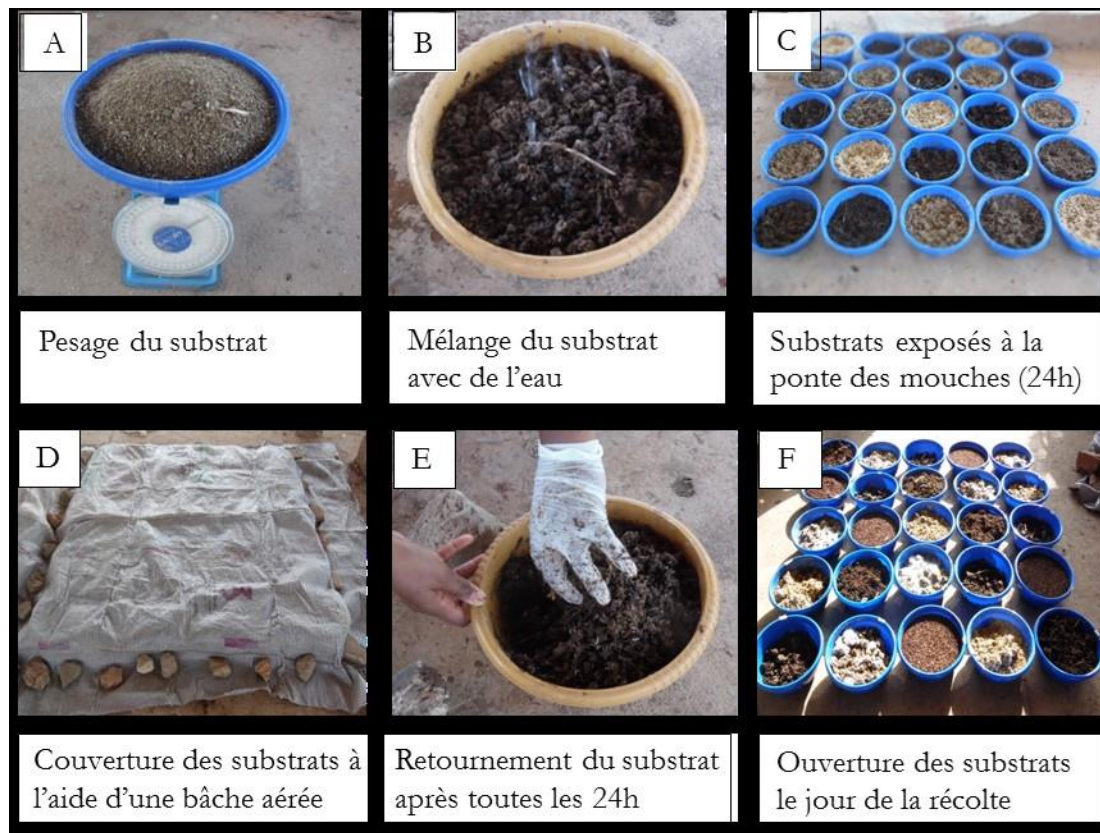 A
B
C
Pesage du substrat
Mélange du substrat
avec de l'eau
Substrats exposés à la
ponte des mouches (24h)
D
E
F
Couverture des substrats à
l'aide d'une bâche aérée
Retournement du substrat
après toutes les 24h
Ouverture des substrats
le jour de la récolte